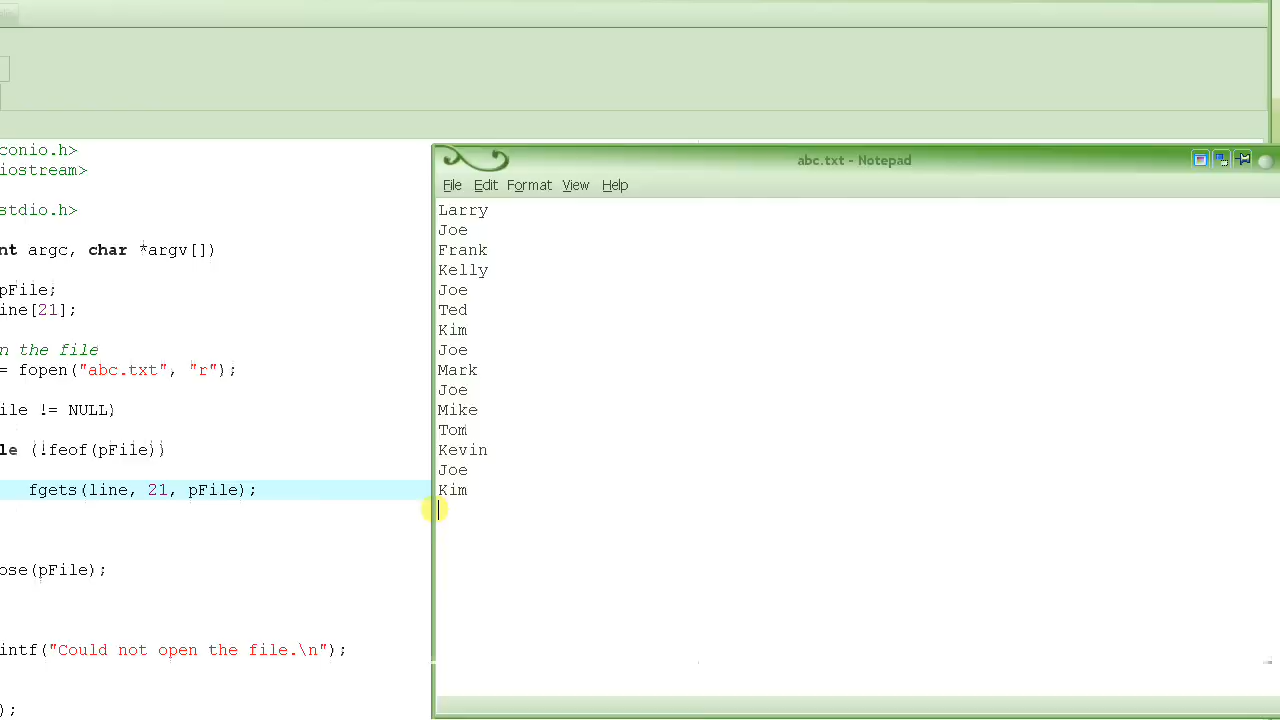 conio.h>
iostream>
stdio.h>
nt argc, char *argv[])
pFile;
ine[21];
n the file
= fopen("abc.txt", "r");
ile != NULL)
le (!feof(pFile))
fgets(line, 21, pFile);
ose(pFile);
intf("Could not open the file.\n");
);
abc.txt - Notepad
File Edit Format View Help
Larry
Joe
Frank
Kelly
Joe
Ted
Kim
Joe
Mark
Joe
Mike
Tom
Kevin
Joe
Kim